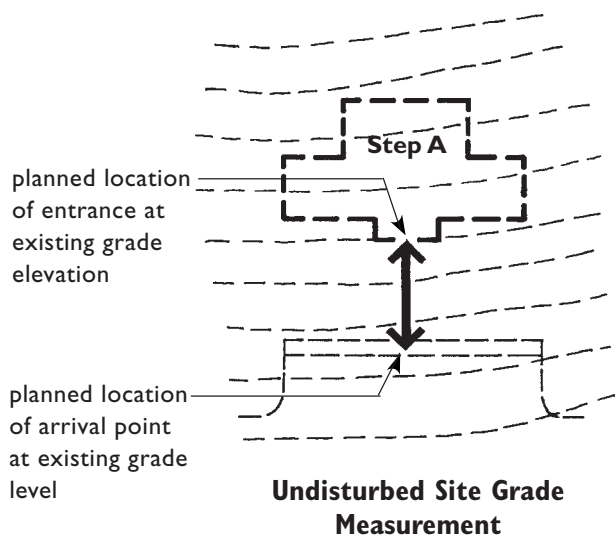 Step A
planned location
of entrance at
existing grade
elevation
planned location
of arrival point
at existing grade
level
Undisturbed Site Grade
Measurement